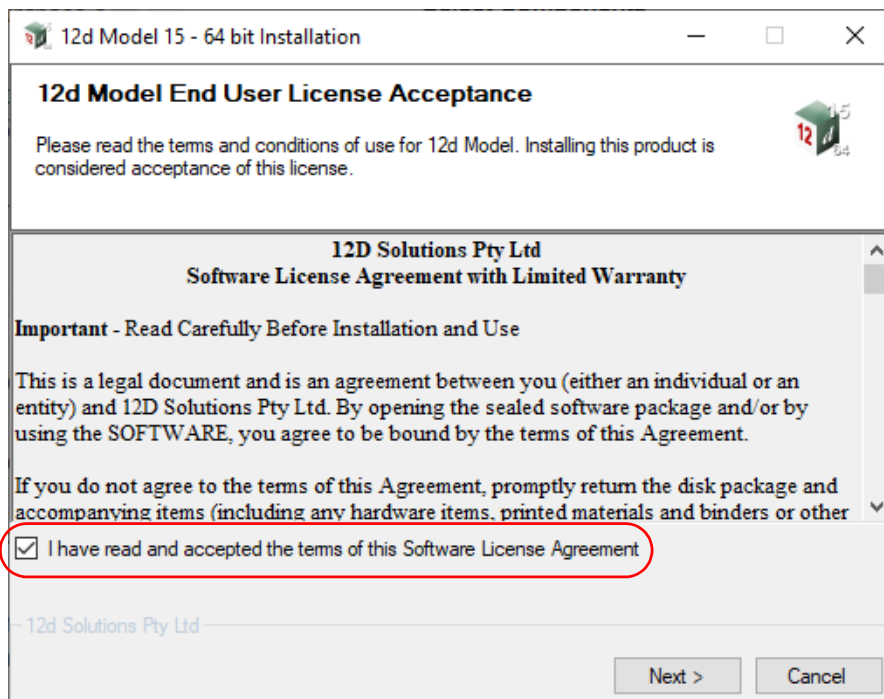 12d Model 15 - 64 bit Installation
12d Model End User License Acceptance
Please read the terms and conditions of use for 12d Model. Installing this product is
considered acceptance of this license.
15
12 d
64
12D Solutions Pty Ltd
Software License Agreement with Limited Warranty
Important - Read Carefully Before Installation and Use
This is a legal document and is an agreement between you (either an individual or an
entity) and 12D Solutions Pty Ltd. By opening the sealed software package and/or by
using the SOFTWARE, you agree to be bound by the terms of this Agreement.
If you do not agree to the terms of this Agreement, promptly return the disk package and
accompanying items (including any hardware items, printed materials and binders or other
I have read and accepted the terms of this Software License Agreement
12d Solutions Pty Ltd
Next >
Cancel